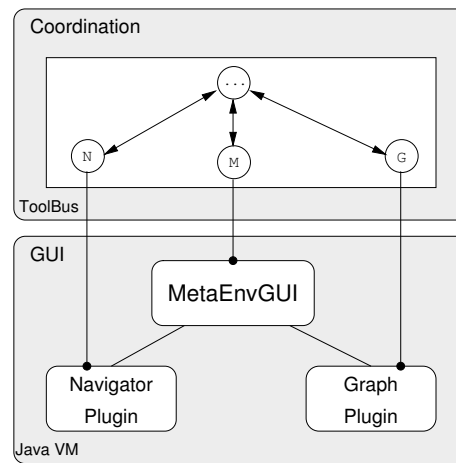 Coordination
...
N
M
G
ToolBus
GUI
MetaEnvGUI
Navigator
Plugin
Graph
Plugin
Java VM